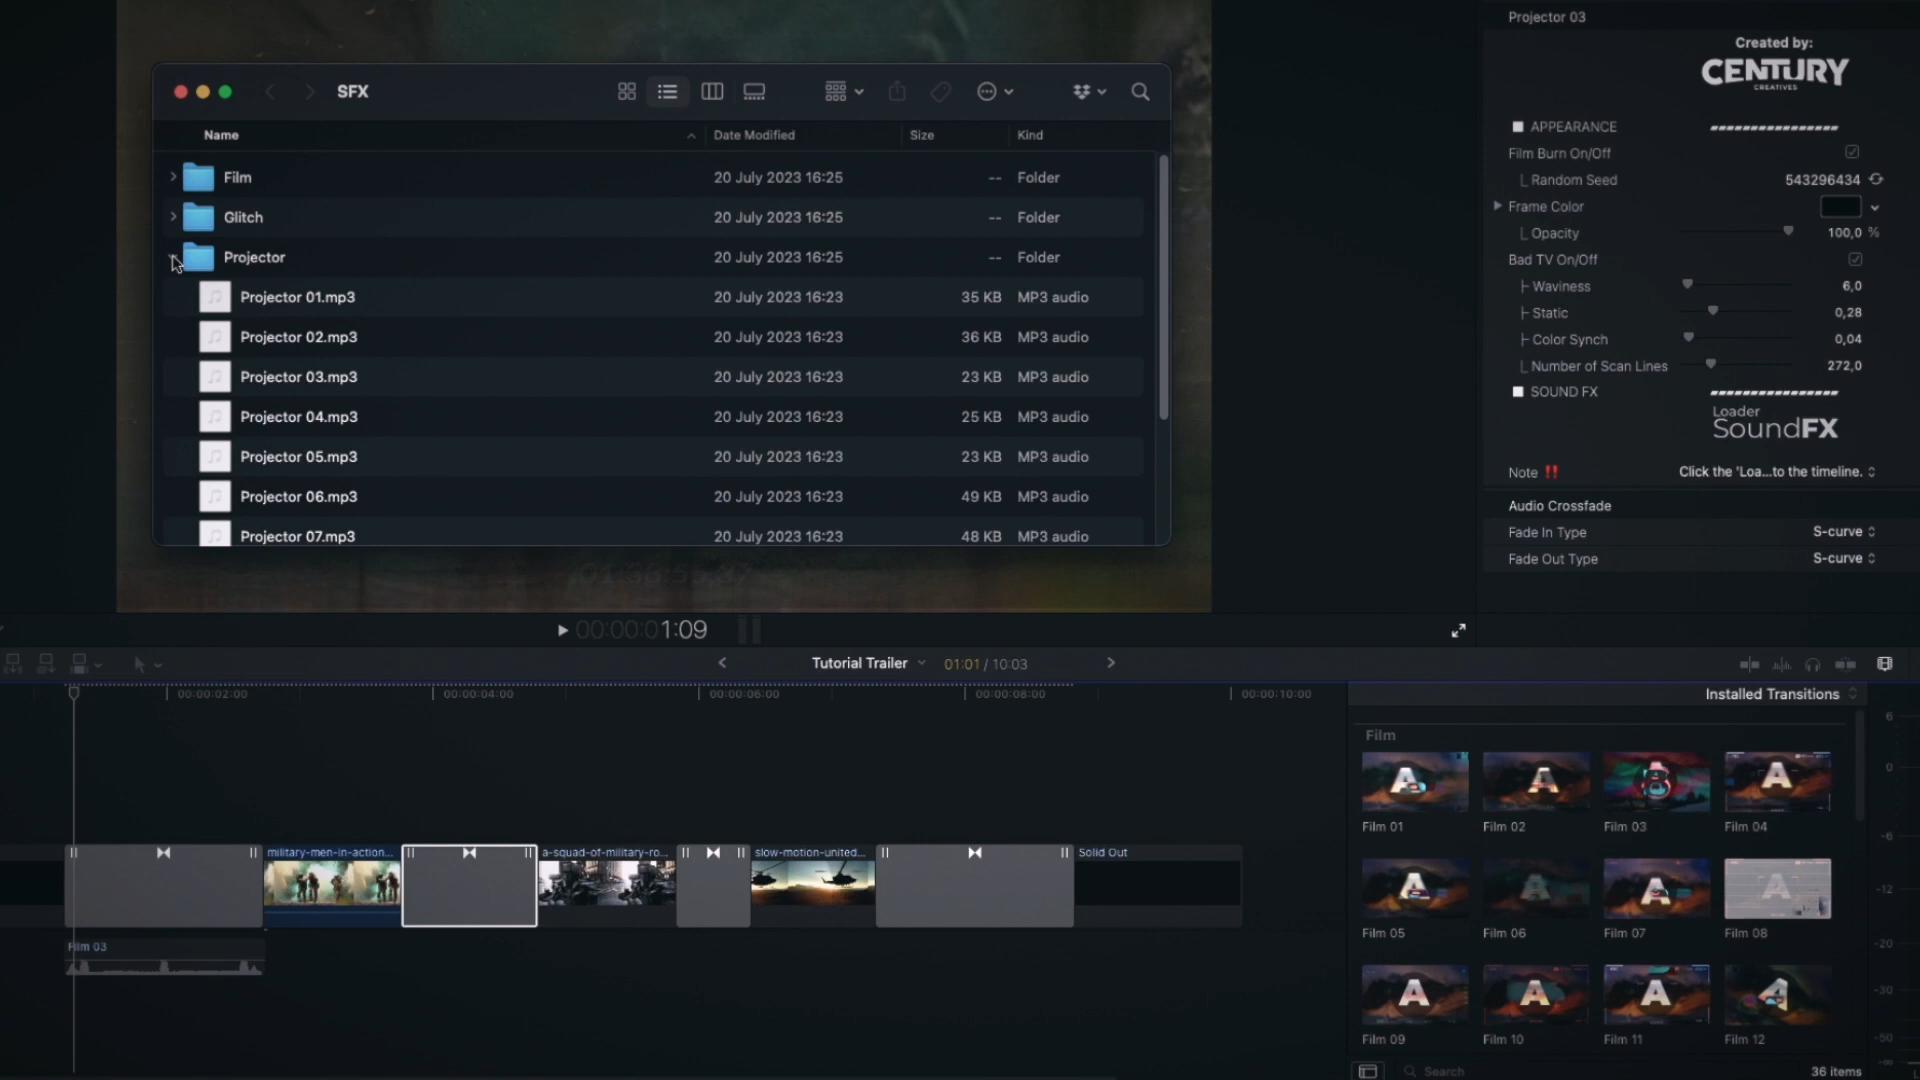 SFX
Name
Date Modified
Size
Kind
Film
20 July 2023 16:25
--
Folder
Glitch
20 July 2023 16:25
--
Folder
Projector
20 July 2023 16:25
--
Folder
Projector 01.mp3
20 July 2023 16:23
35 KB
MP3 audio
Projector 02.mp3
20 July 2023 16:23
36 KB
MP3 audio
Projector 03.mp3
20 July 2023 16:23
23 KB
MP3 audio
Projector 04.mp3
20 July 2023 16:23
25 KB
MP3 audio
Projector 05.mp3
20 July 2023 16:23
23 KB
MP3 audio
Projector 06.mp3
20 July 2023 16:23
49 KB
MP3 audio
Projector 07.mp3
20 July 2023 16:23
48 KB
MP3 audio
Projector 03
Created by:
CENTURY
CREATIVES
APPEARANCE
Film Burn On/Off
Random Seed
543296434
Frame Color
Opacity
100,0 %
Bad TV On/Off
Waviness
6,0
Static
0,28
Color Synch
0,04
Number of Scan Lines
272,0
SOUND FX
Loader
SoundFX
Note ‼️
Click the 'Loa...to the timeline.
Audio Crossfade
Fade In Type
S-curve
Fade Out Type
S-curve
00:00:01:09
Tutorial Trailer
01:01 / 10:03
00:00:02:00
00:00:04:00
00:00:06:00
00:00:08:00
00:00:10:00
military-men-in-action...
a-squad-of-military-ro...
slow-motion-united...
Solid Out
Film 03
Installed Transitions
Film
Film 01
Film 02
Film 03
Film 04
Film 05
Film 06
Film 07
Film 08
Film 09
Film 10
Film 11
Film 12
Search
36 items
6
0
-6
-12
-20
-30
-50
-∞